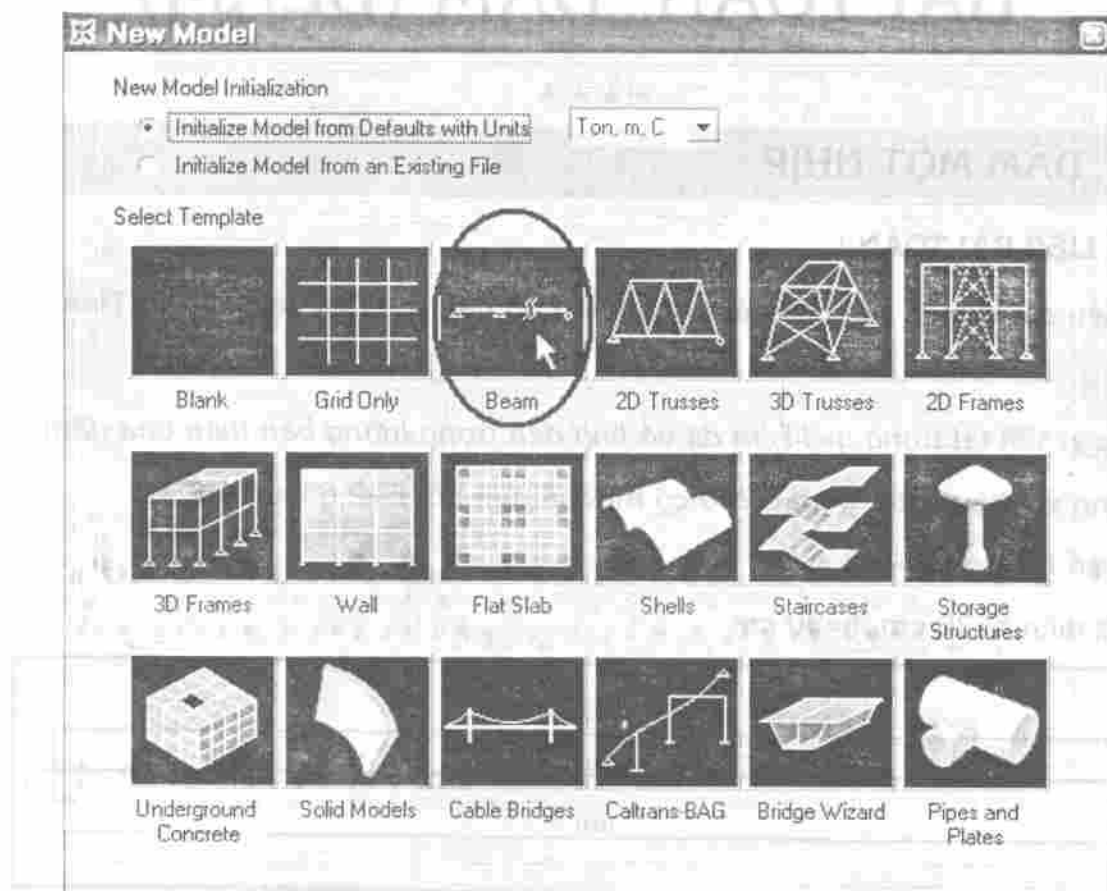 New Model
New Model Initialization
Initialize Model from Defaults with Units Ton, m, C
Initialize Model from an Existing File
Select Template
Blank Grid Only Beam 2D Trusses 3D Trusses 2D Frames
3D Frames Wall Flat Slab Shells Staircases Storage Structures
Underground Concrete Solid Models Cable Bridges Caltrans-BAG Bridge Wizard Pipes and Plates